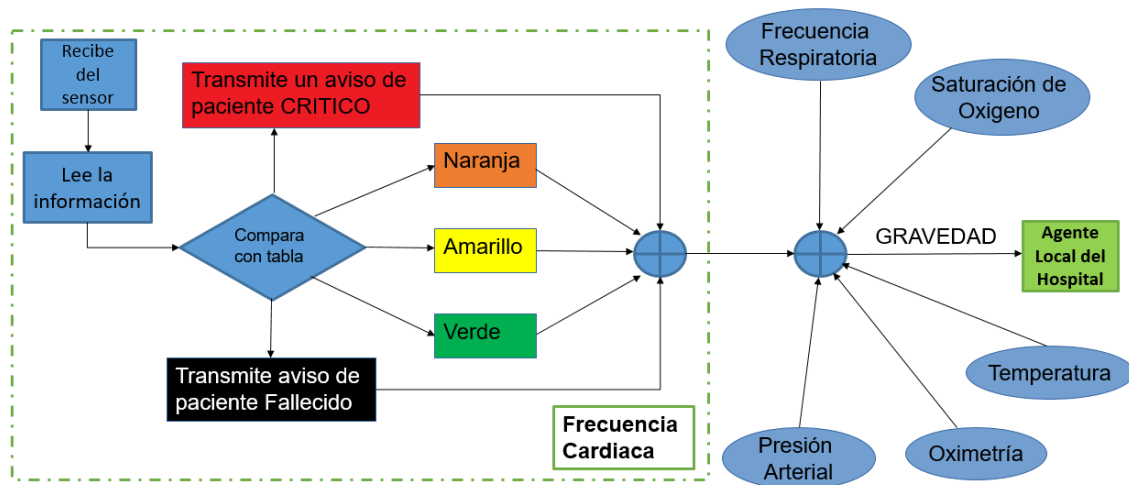 Recibe
del
sensor
Lee la
información
Transmite un aviso de
paciente CRITICO
Compara
con tabla
Naranja
Amarillo
Verde
Transmite aviso de
paciente Fallecido
Frecuencia
Cardiaca
Frecuencia
Respiratoria
Saturación de
Oxigeno
GRAVEDAD
Agente
Local del
Hospital
Temperatura
Oximetría
Presión
Arterial